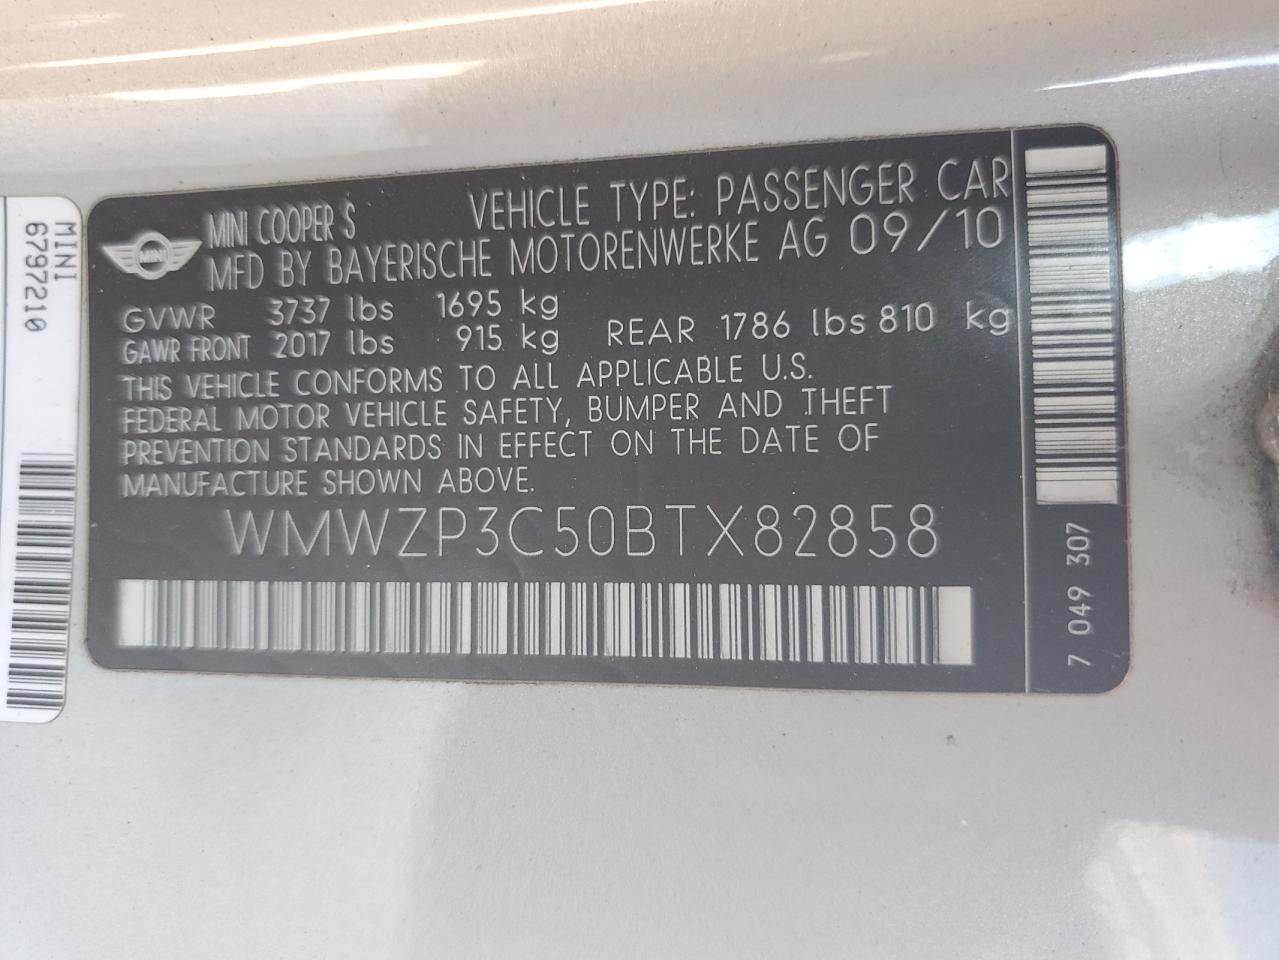 MINI COOPER S VEHICLE TYPE: PASSENGER CAR
MFD BY BAYERISCHE MOTORENWERKE AG 09/10
MINI
GVWR 3737 lbs 1695 kg
GAWR FRONT 2017 lbs 915 kg REAR 1786 lbs 810 kg
THIS VEHICLE CONFORMS TO ALL APPLICABLE U.S.
FEDERAL MOTOR VEHICLE SAFETY, BUMPER AND THEFT
PREVENTION STANDARDS IN EFFECT ON THE DATE OF
MANUFACTURE SHOWN ABOVE.
WMWZP3C50BTX82858
7 049 307
MINI
6797210